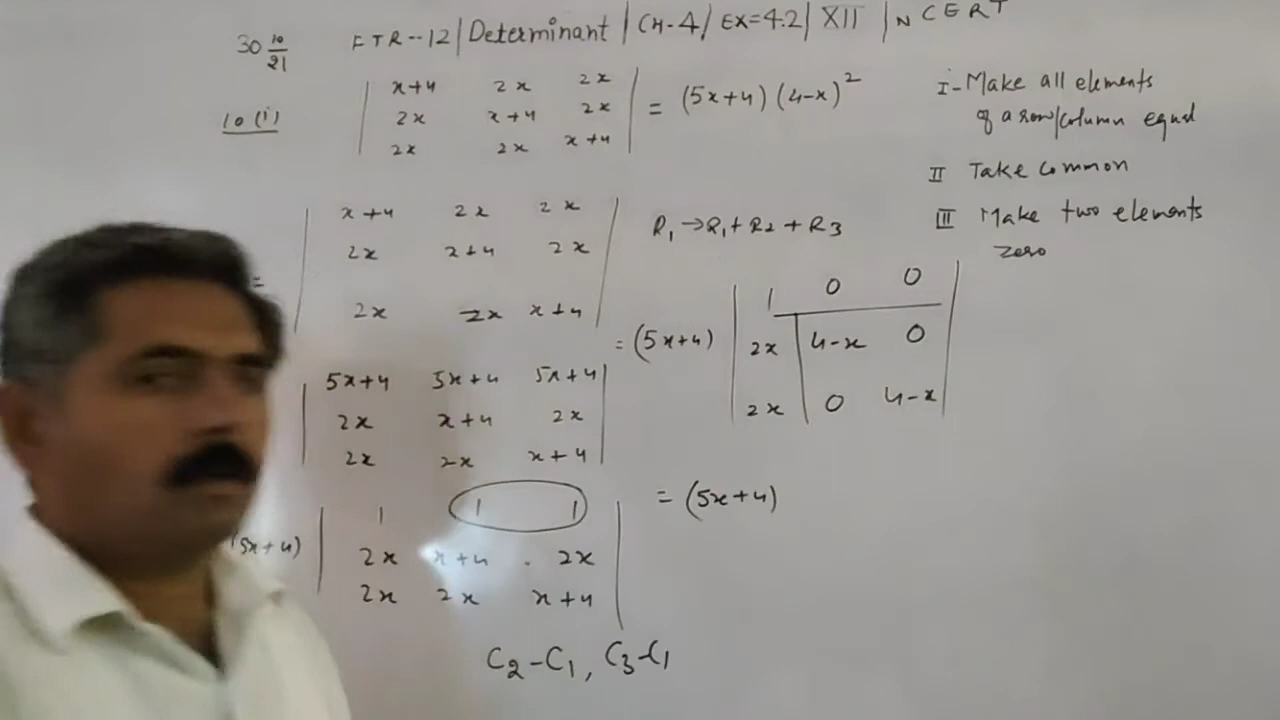 30 10/21 FTR-12 | Determinant | CH-4 / EX=4.2 | XII | NCERT
10 (i)
| x+4 2x 2x |
| 2x x+4 2x |
| 2x 2x x+4 |
= (5x+4) (4-x)²
| x+4 2x 2x |
= | 2x x+4 2x |
| 2x 2x x+4 |
| 5x+4 5x+4 5x+4 |
| 2x x+4 2x |
| 2x 2x x+4 |
(5x+4) | 1 1 1 |
| 2x x+4 2x |
| 2x 2x x+4 |
C2-C1, C3-C1
R1→R1+R2+R3
= (5x+4) | 1 0 0 |
| 2x 4-x 0 |
| 2x 0 4-x |
= (5x+4)
I- Make all elements
of a row/column equal
II Take Common
III Make two elements
zero